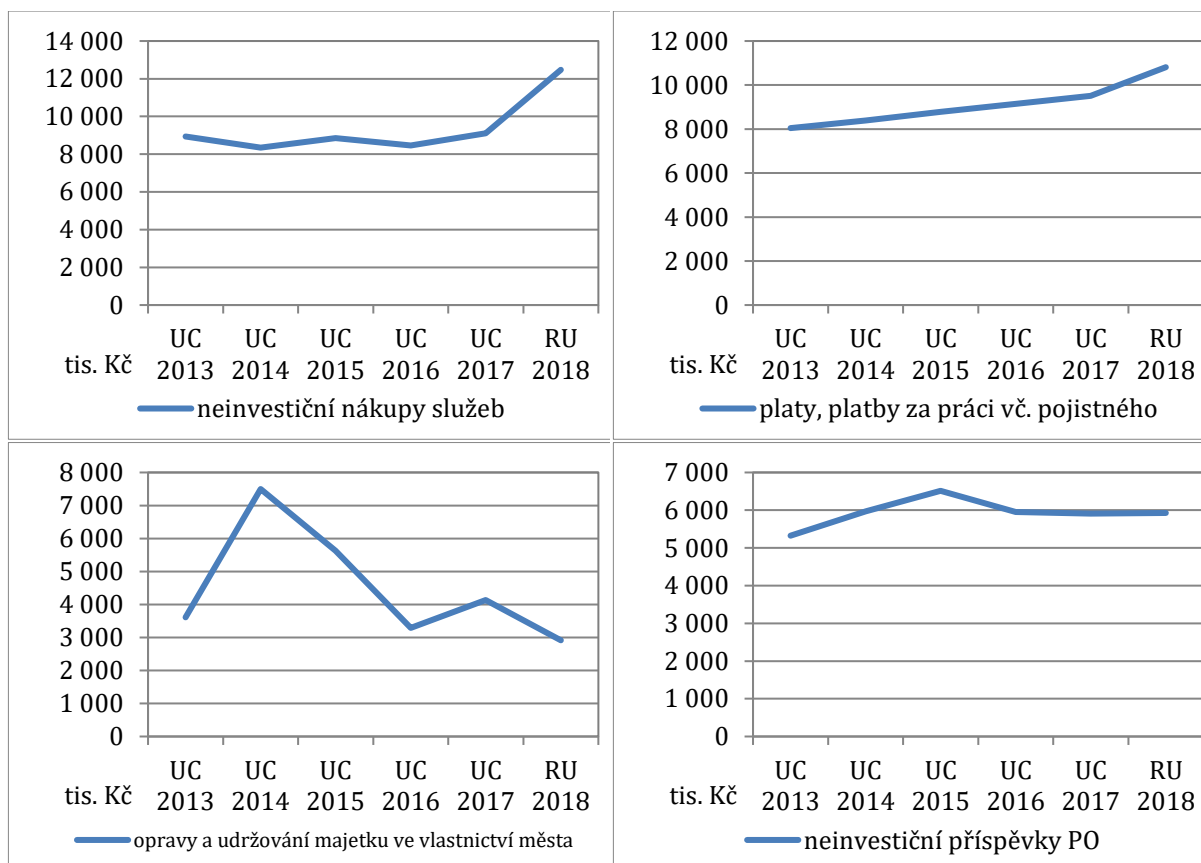 14 000
12 000
10 000
8 000
6 000
4 000
2 000
0
UC UC UC UC UC RU
tis. Kč 2013 2014 2015 2016 2017 2018
neinvestiční nákupy služeb
12 000
10 000
8 000
6 000
4 000
2 000
0
UC UC UC UC UC RU
tis. Kč 2013 2014 2015 2016 2017 2018
platy, platby za práci vč. pojistného
8 000
7 000
6 000
5 000
4 000
3 000
2 000
1 000
0
UC UC UC UC UC RU
tis. Kč 2013 2014 2015 2016 2017 2018
opravy a udržování majetku ve vlastnictví města
7 000
6 000
5 000
4 000
3 000
2 000
1 000
0
UC UC UC UC UC RU
tis. Kč 2013 2014 2015 2016 2017 2018
neinvestiční příspěvky PO